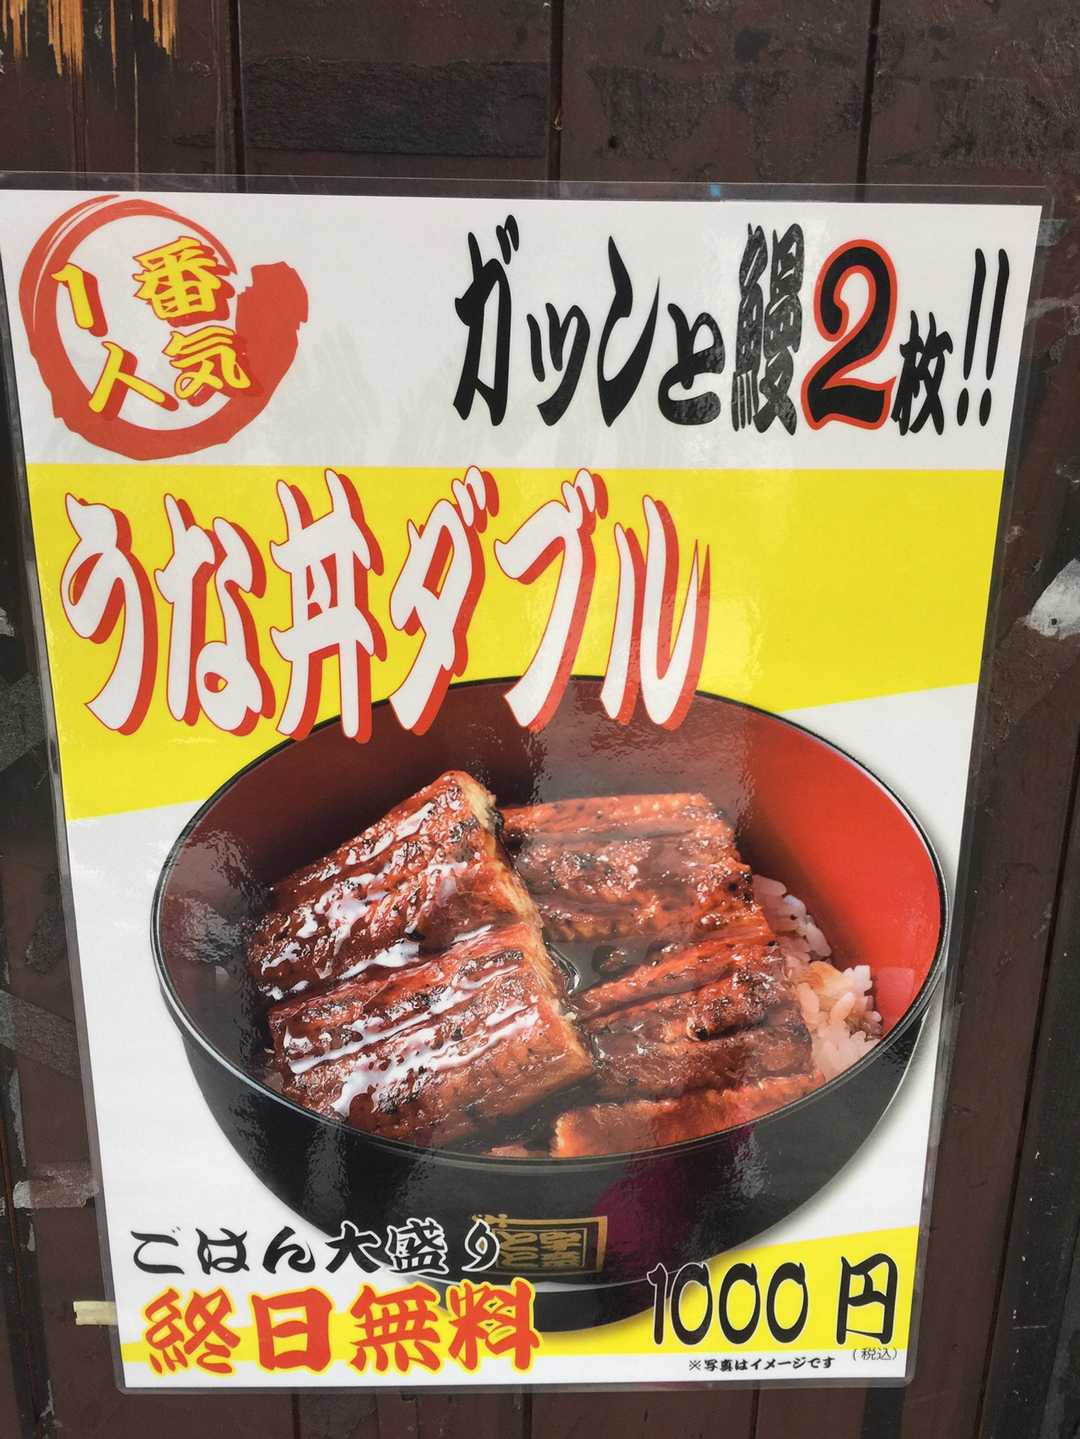 1番
人気
ガッシと鰻2枚!!
うな丼ダブル
ごはん大盛り
終日無料
1000円
(税込)
※写真はイメージです